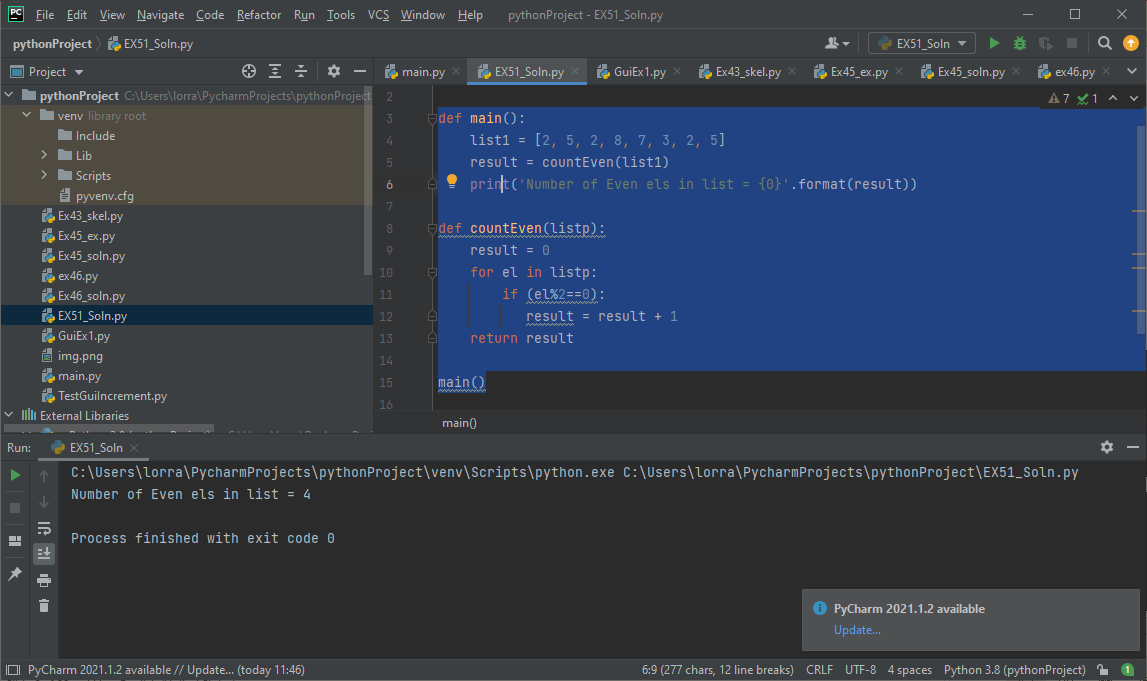 PC File Edit View Navigate Code Refactor Run Tools VCS Window Help pythonProject - EX51_Soln.py
pythonProject EX51_Soln.py EX51_Soln
Project main.py EX51_Soln.py GuiEx1.py Ex43_skel.py Ex45_ex.py Ex45_soln.py ex46.py
pythonProject C:\Users\lorra\PycharmProjects\pythonProject
venv library root
Include
Lib
Scripts
pyvenv.cfg
Ex43_skel.py
Ex45_ex.py
Ex45_soln.py
ex46.py
Ex46_soln.py
EX51_Soln.py
GuiEx1.py
img.png
main.py
TestGuiIncrement.py
External Libraries
7 1
2
3 def main():
4 list1 = [2, 5, 2, 8, 7, 3, 2, 5]
5 result = countEven(list1)
6 print('Number of Even els in list = {0}'.format(result))
7
8 def countEven(listp):
9 result = 0
10 for el in listp:
11 if (el%2==0):
12 result = result + 1
13 return result
14
15 main()
16
main()
Run: EX51_Soln
C:\Users\lorra\PycharmProjects\pythonProject\venv\Scripts\python.exe C:\Users\lorra\PycharmProjects\pythonProject\EX51_Soln.py
Number of Even els in list = 4
Process finished with exit code 0
PyCharm 2021.1.2 available
Update...
PyCharm 2021.1.2 available // Update... (today 11:46) 6:9 (277 chars, 12 line breaks) CRLF UTF-8 4 spaces Python 3.8 (pythonProject) 1